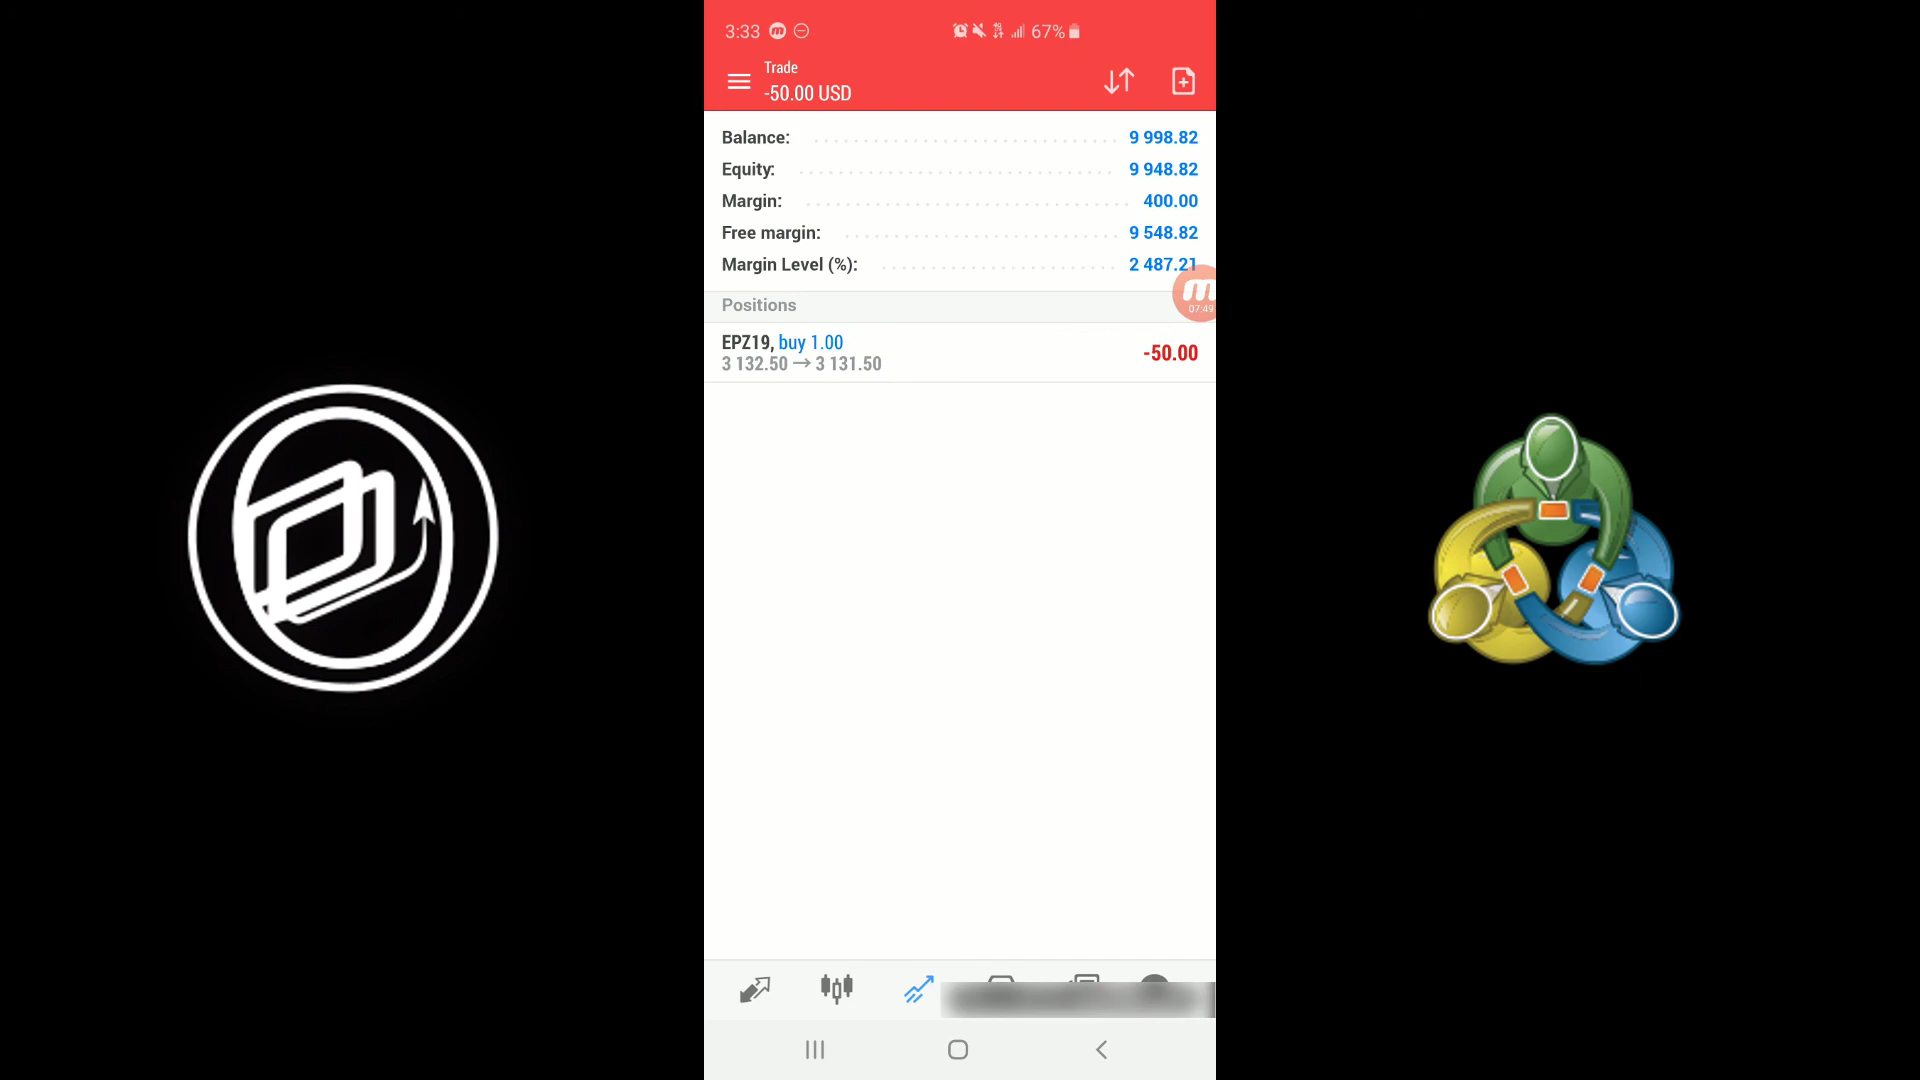 3:33 67%
Trade
-50.00 USD
Balance: 9 998.82
Equity: 9 948.82
Margin: 400.00
Free margin: 9 548.82
Margin Level (%): 2 487.21
Positions
07:49
EPZ19, buy 1.00
3 132.50 → 3 131.50
-50.00